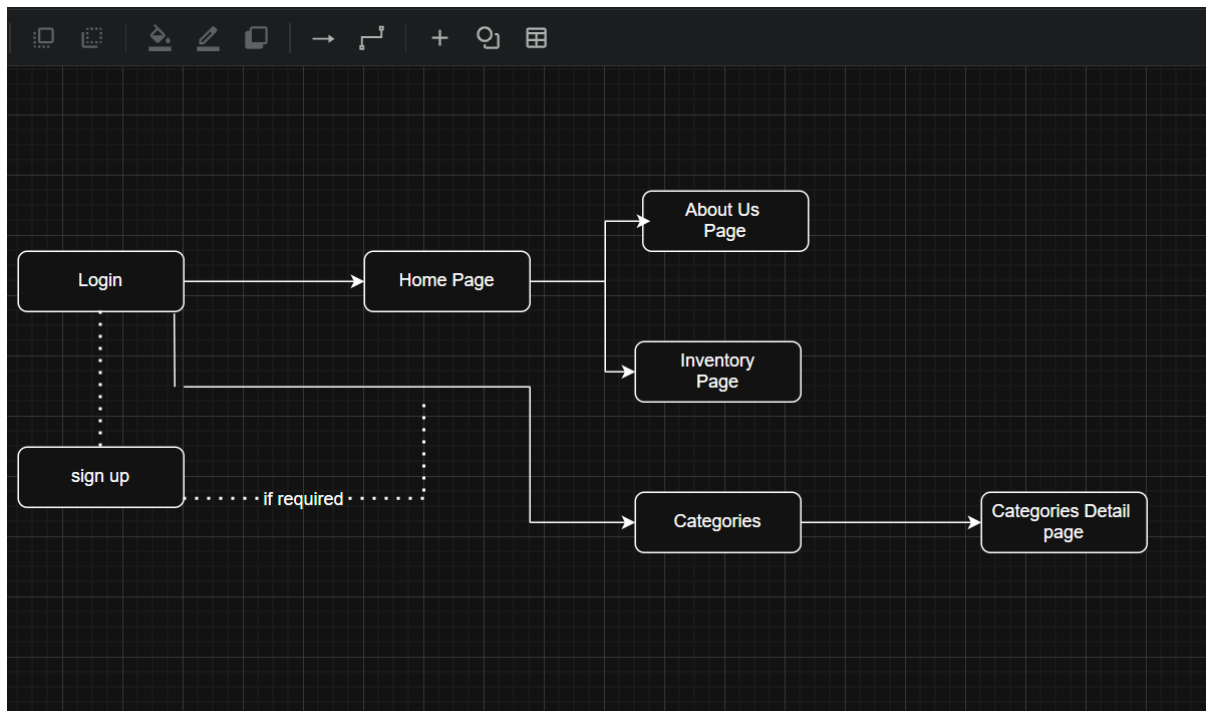 About Us
Page
Login
Home Page
Inventory
Page
sign up
if required
Categories
Categories Detail
page